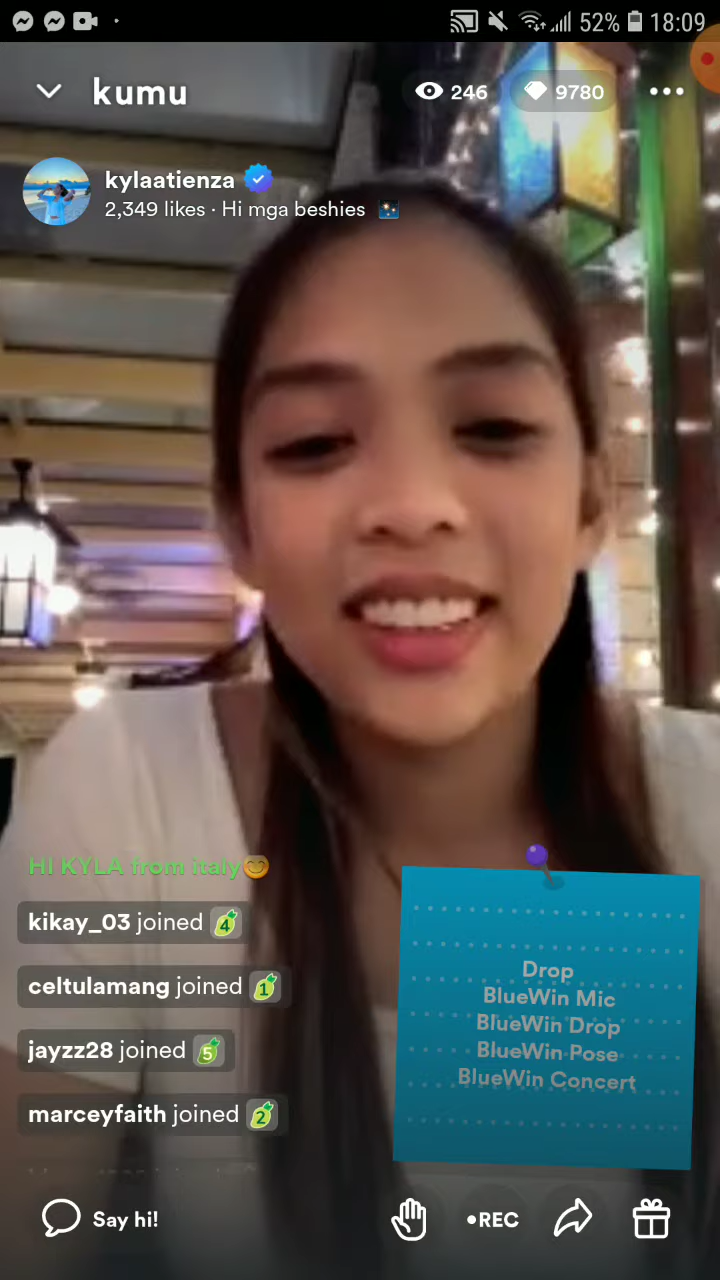 52% 18:09
kumu 246 9780
kylaatienza
2,349 likes · Hi mga beshies
HI KYLA from italy
kikay_03 joined 4
celtulamang joined 1
jayzz28 joined 5
marceyfaith joined 2
Drop
BlueWin Mic
BlueWin Drop
BlueWin Pose
BlueWin Concert
Say hi!
•REC